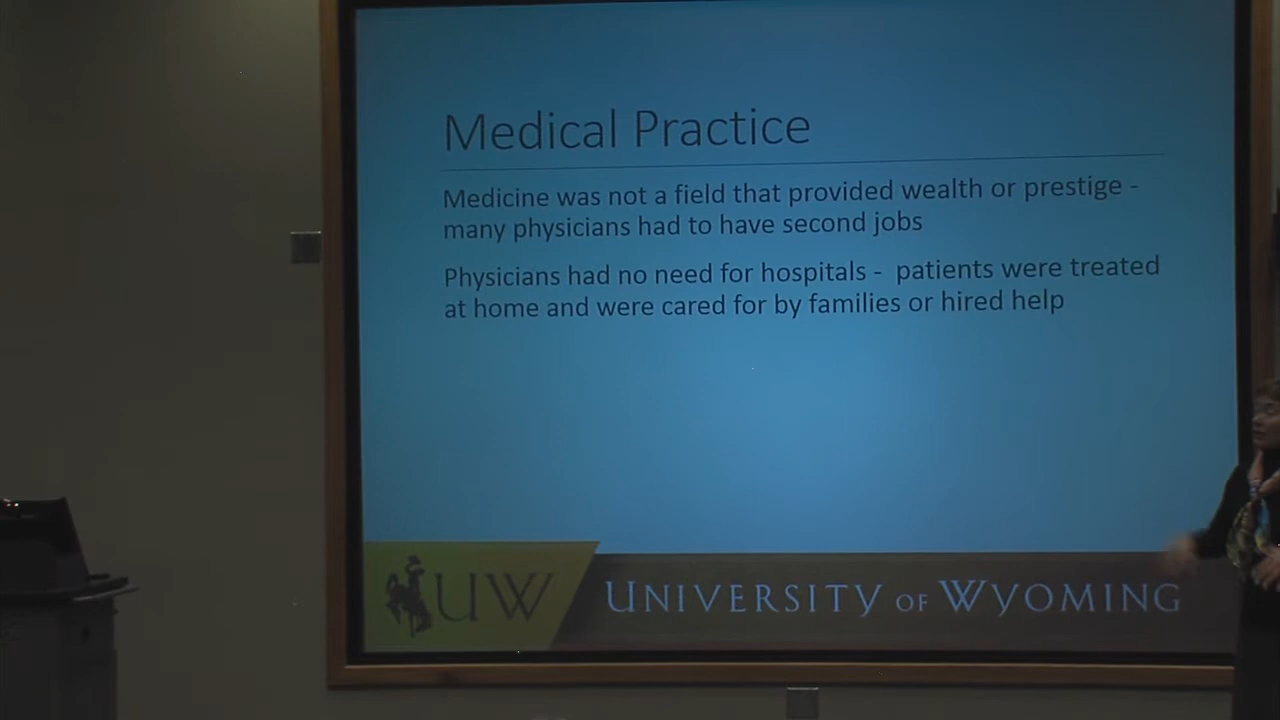 Medical Practice
Medicine was not a field that provided wealth or prestige -
many physicians had to have second jobs
Physicians had no need for hospitals - patients were treated
at home and were cared for by families or hired help
UW UNIVERSITY OF WYOMING